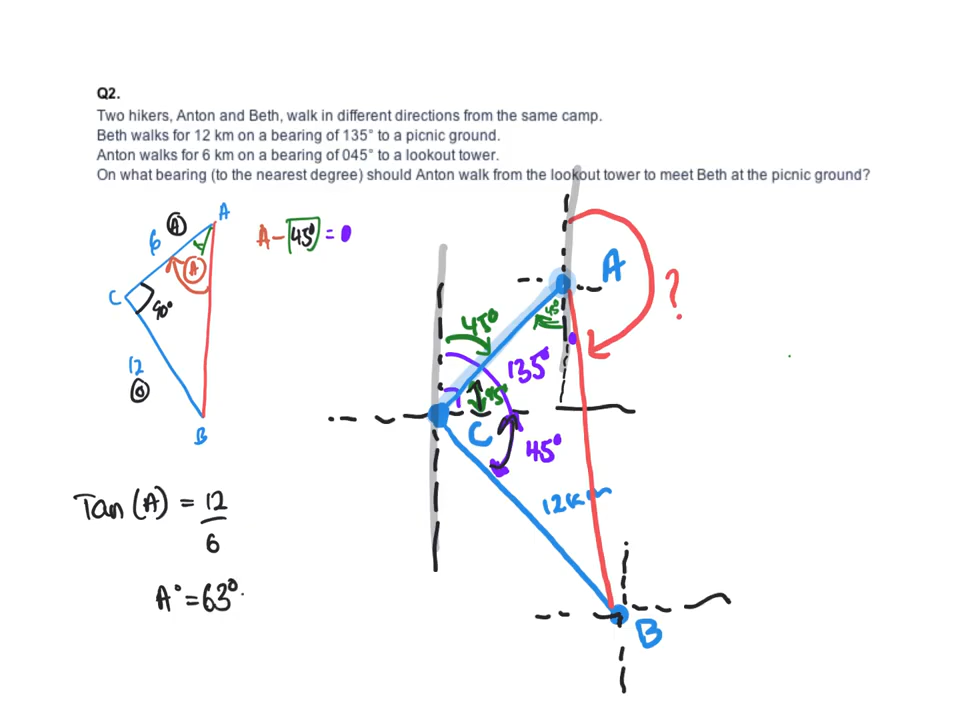 Q2.
Two hikers, Anton and Beth, walk in different directions from the same camp.
Beth walks for 12 km on a bearing of 135° to a picnic ground.
Anton walks for 6 km on a bearing of 045° to a lookout tower.
On what bearing (to the nearest degree) should Anton walk from the lookout tower to meet Beth at the picnic ground?
A
A
6
A - 45° =
A
A
C
90°
?
45°
45°
135°
12
45°
C
45°
B
12km
Tan (A) = 12
6
A° = 63°.
B